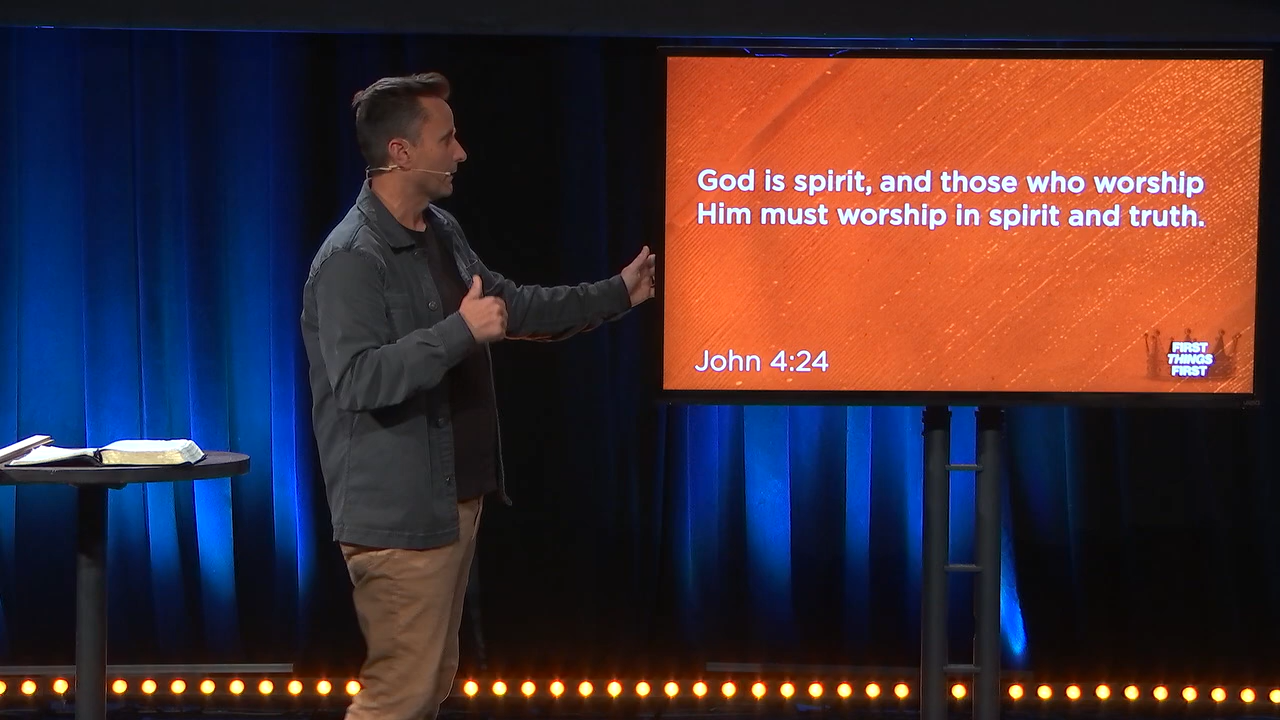 God is spirit, and those who worship
Him must worship in spirit and truth.
John 4:24
FIRST
THINGS
FIRST